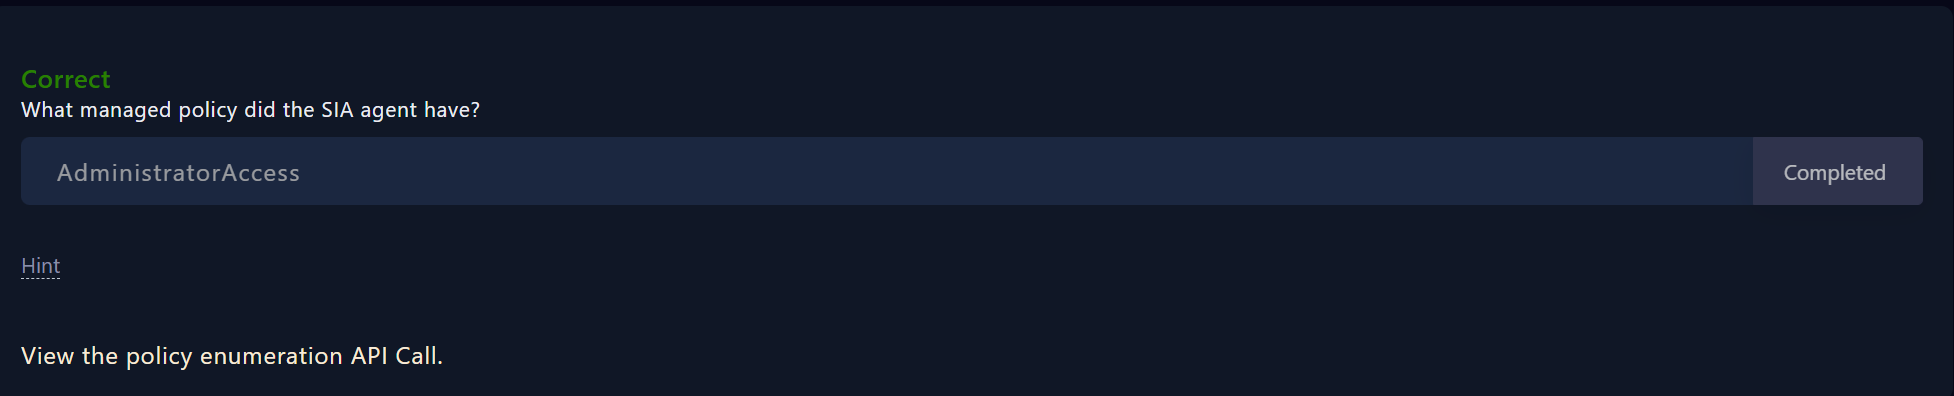 Correct
What managed policy did the SIA agent have?
AdministratorAccess
Completed
Hint
View the policy enumeration API Call.